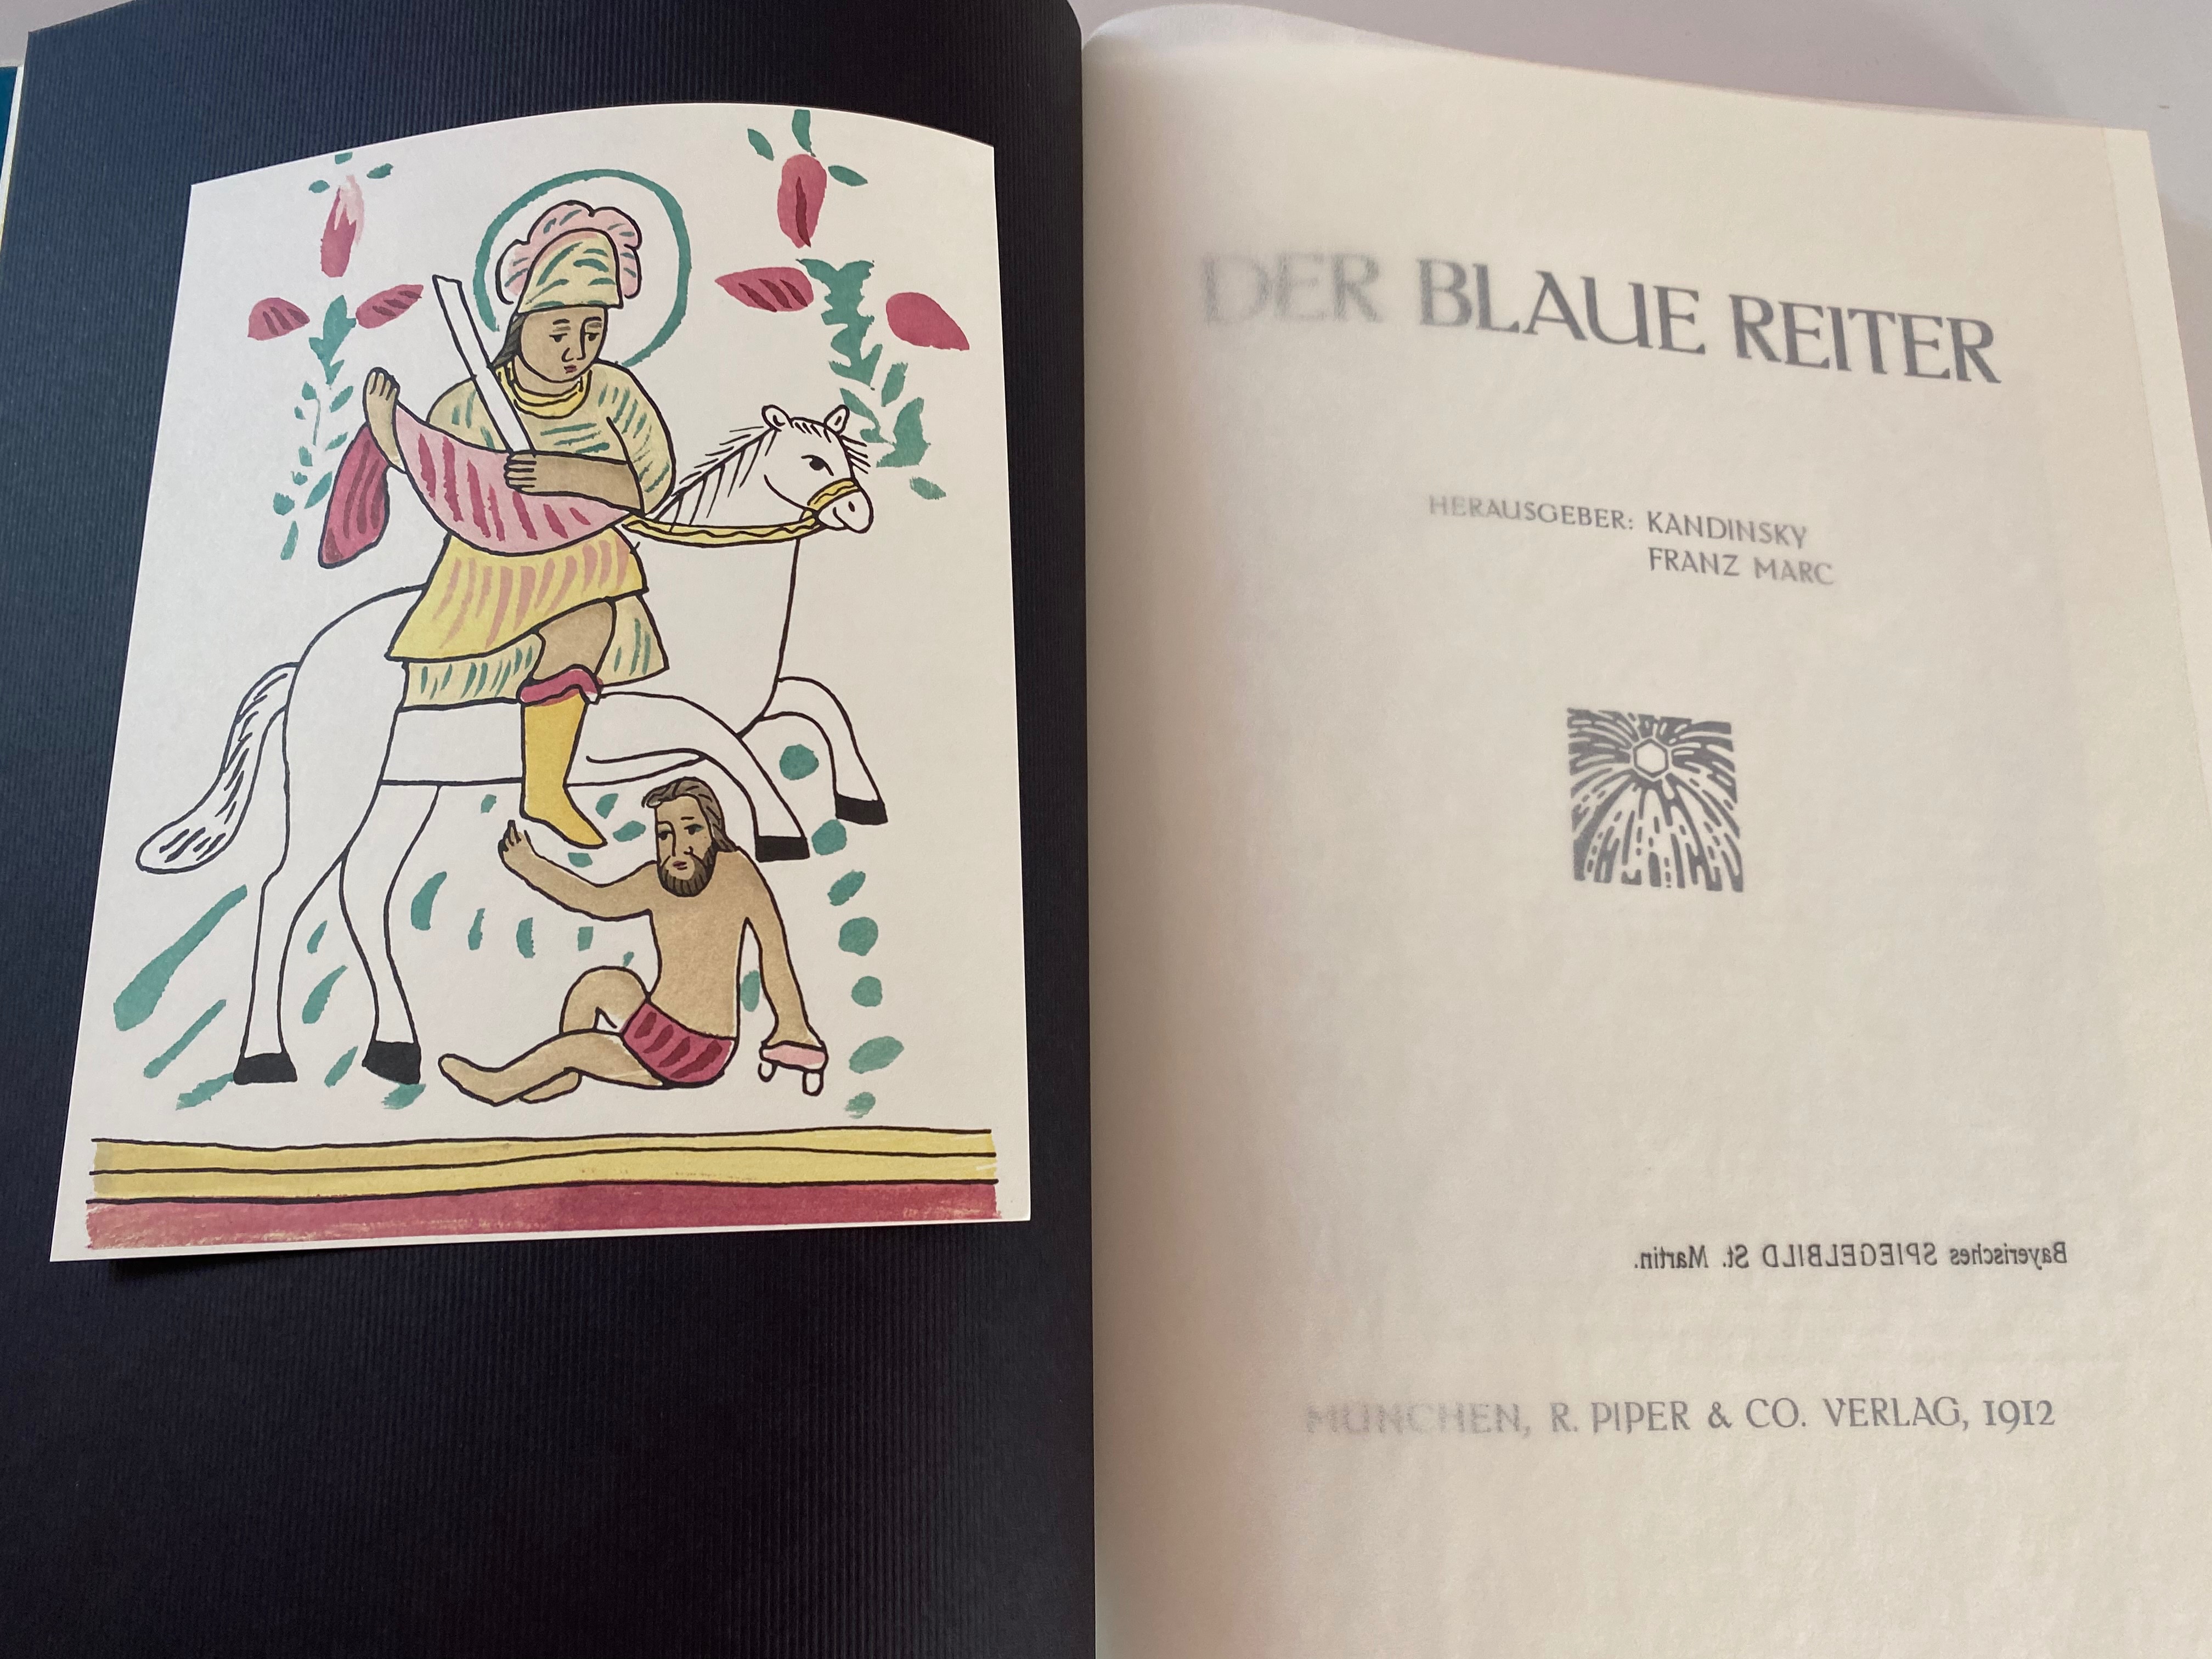 DER BLAUE REITER
HERAUSGEBER: KANDINSKY
FRANZ MARC
Bayerisches SPIEGELBILD St. Martin.
MÜNCHEN, R. PIPER & CO. VERLAG, 1912